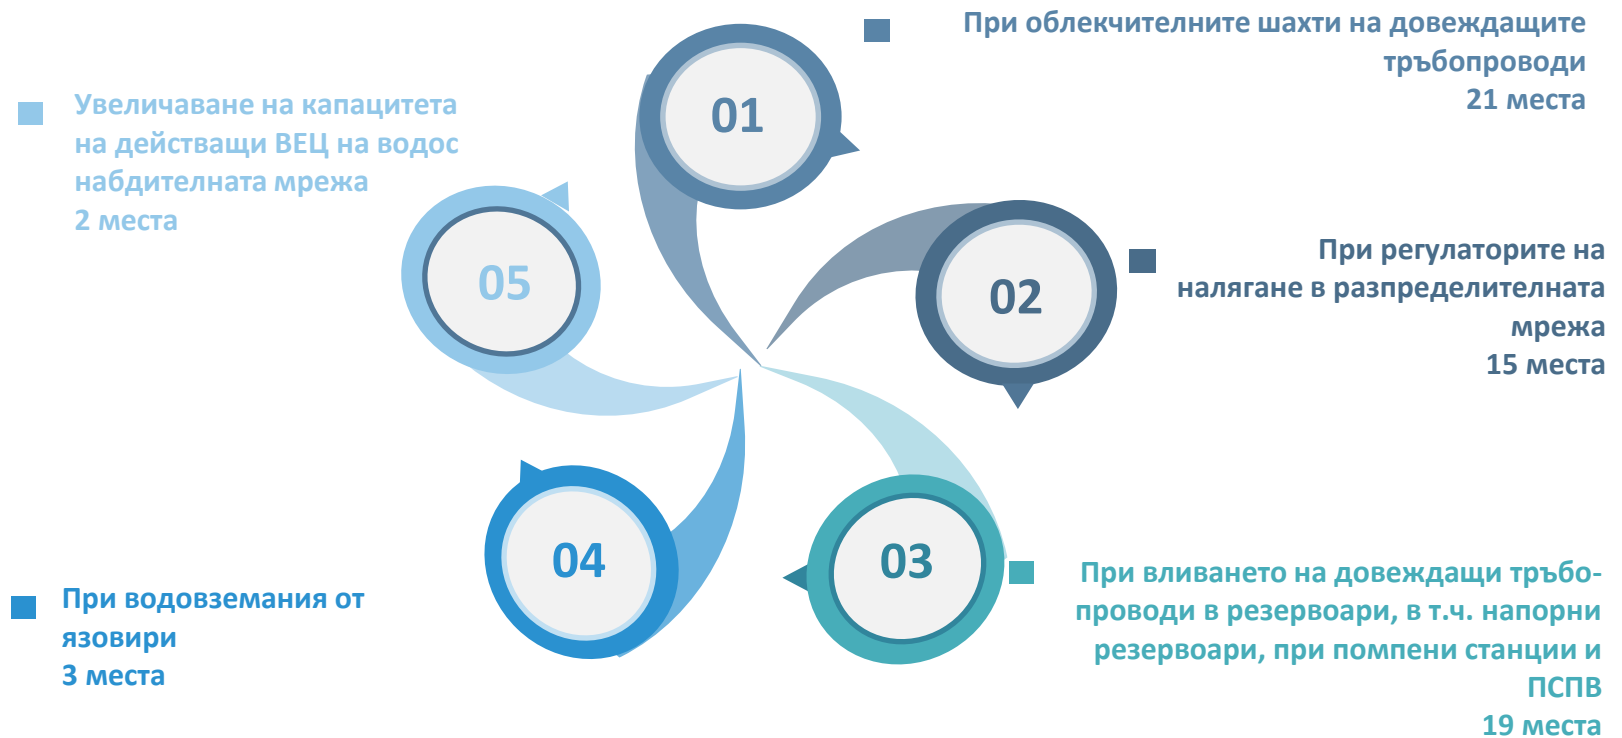 01
При облекчителните шахти на довеждащите
тръбопроводи
21 места
02
При регулаторите на
налягане в разпределителната
мрежа
15 места
03
При вливането на довеждащи тръбо-
проводи в резервоари, в т.ч. напорни
резервоари, при помпени станции и
ПСПВ
19 места
04
При водовземания от
язовири
3 места
05
Увеличаване на капацитета
на действащи ВЕЦ на водос
набдителната мрежа
2 места